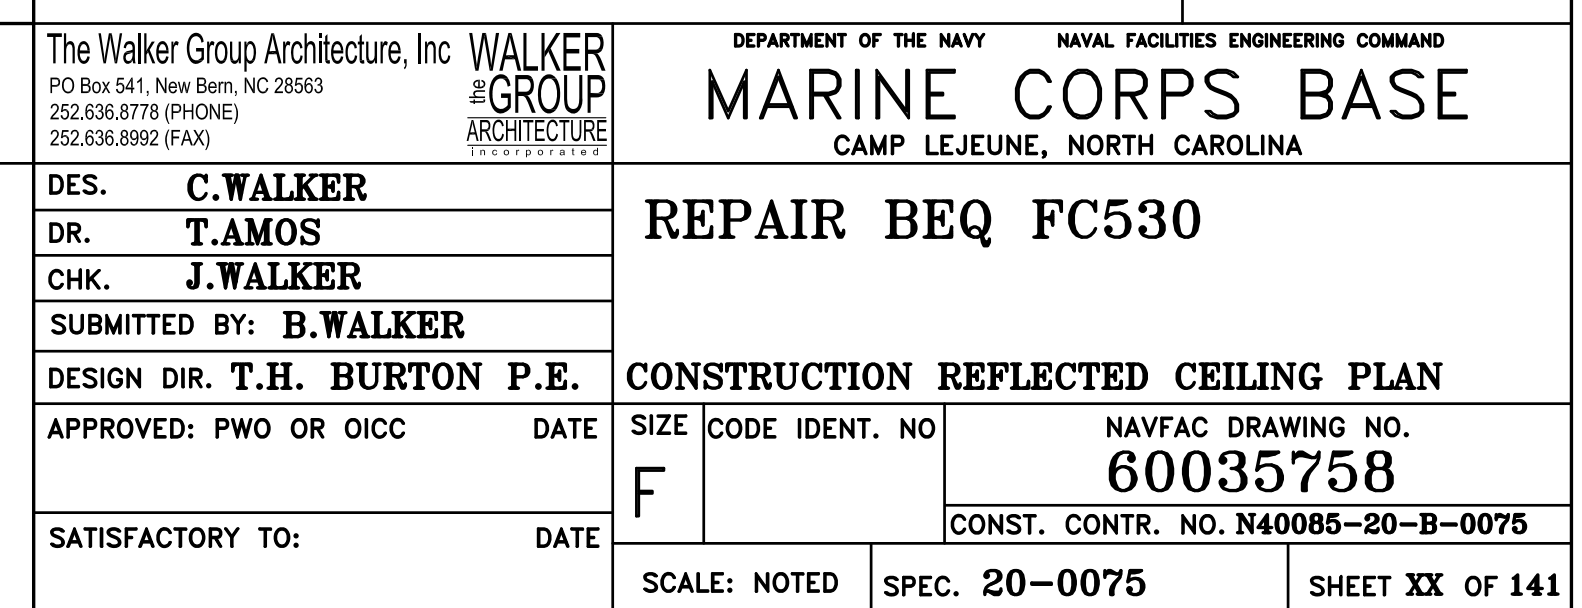 The Walker Group Architecture, Inc
PO Box 541, New Bern, NC 28563
252.636.8778 (PHONE)
252.636.8992 (FAX)
WALKER
the GROUP
ARCHITECTURE
incorporated
DEPARTMENT OF THE NAVY NAVAL FACILITIES ENGINEERING COMMAND
MARINE CORPS BASE
CAMP LEJEUNE, NORTH CAROLINA
DES. C.WALKER
DR. T.AMOS
CHK. J.WALKER
SUBMITTED BY: B.WALKER
DESIGN DIR. T.H. BURTON P.E.
REPAIR BEQ FC530
CONSTRUCTION REFLECTED CEILING PLAN
APPROVED: PWO OR OICC DATE
SATISFACTORY TO: DATE
SIZE
F
CODE IDENT. NO
NAVFAC DRAWING NO.
60035758
CONST. CONTR. NO. N40085-20-B-0075
SCALE: NOTED
SPEC. 20-0075
SHEET XX OF 141